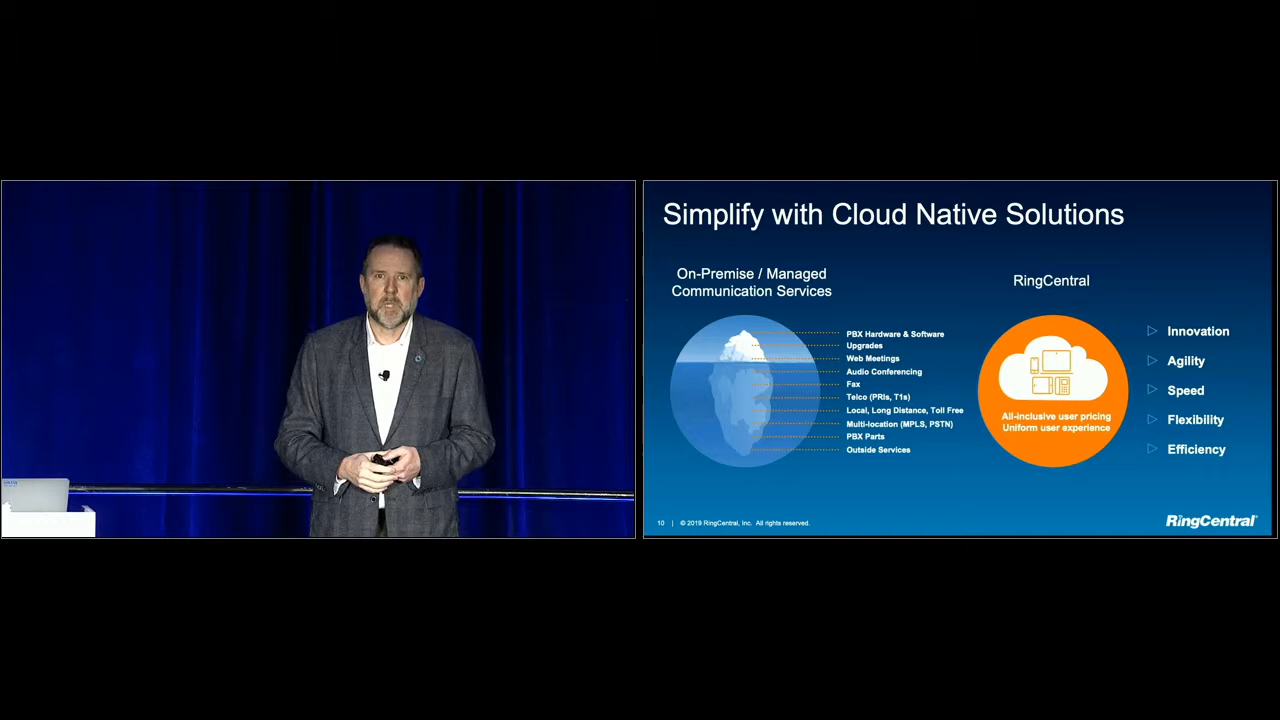 Simplify with Cloud Native Solutions
On-Premise / Managed
Communication Services
PBX Hardware & Software
Upgrades
Web Meetings
Audio Conferencing
Fax
Telco (PRIs, T1s)
Local, Long Distance, Toll Free
Multi-location (MPLS, PSTN)
PBX Parts
Outside Services
RingCentral
All-inclusive user pricing
Uniform user experience
Innovation
Agility
Speed
Flexibility
Efficiency
10 | © 2019 RingCentral, Inc. All rights reserved.
RingCentral®